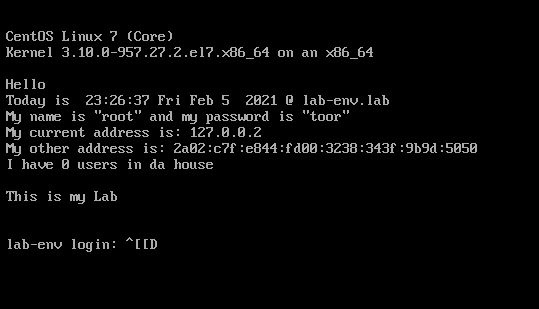 CentOS Linux 7 (Core)
Kernel 3.10.0-957.27.2.el7.x86_64 on an x86_64
Hello
Today is  23:26:37 Fri Feb 5  2021 @ lab-env.lab
My name is "root" and my password is "toor"
My current address is: 127.0.0.2
My other address is: 2a02:c7f:e844:fd00:3238:343f:9b9d:5050
I have 0 users in da house
This is my Lab
lab-env login: ^[[D